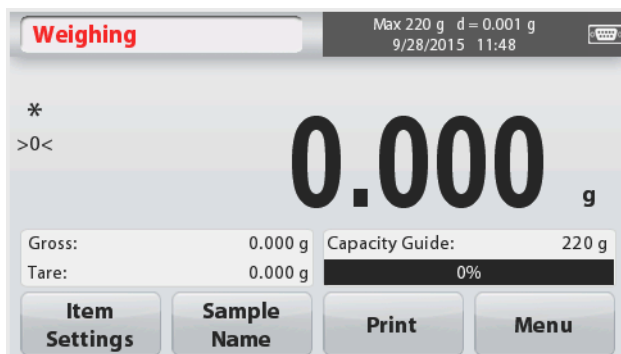 Weighing
Max 220 g d = 0.001 g
9/28/2015 11:48
*
>0<
0.000 g
Gross: 0.000 g
Tare: 0.000 g
Capacity Guide: 220 g
0%
Item Settings
Sample Name
Print
Menu